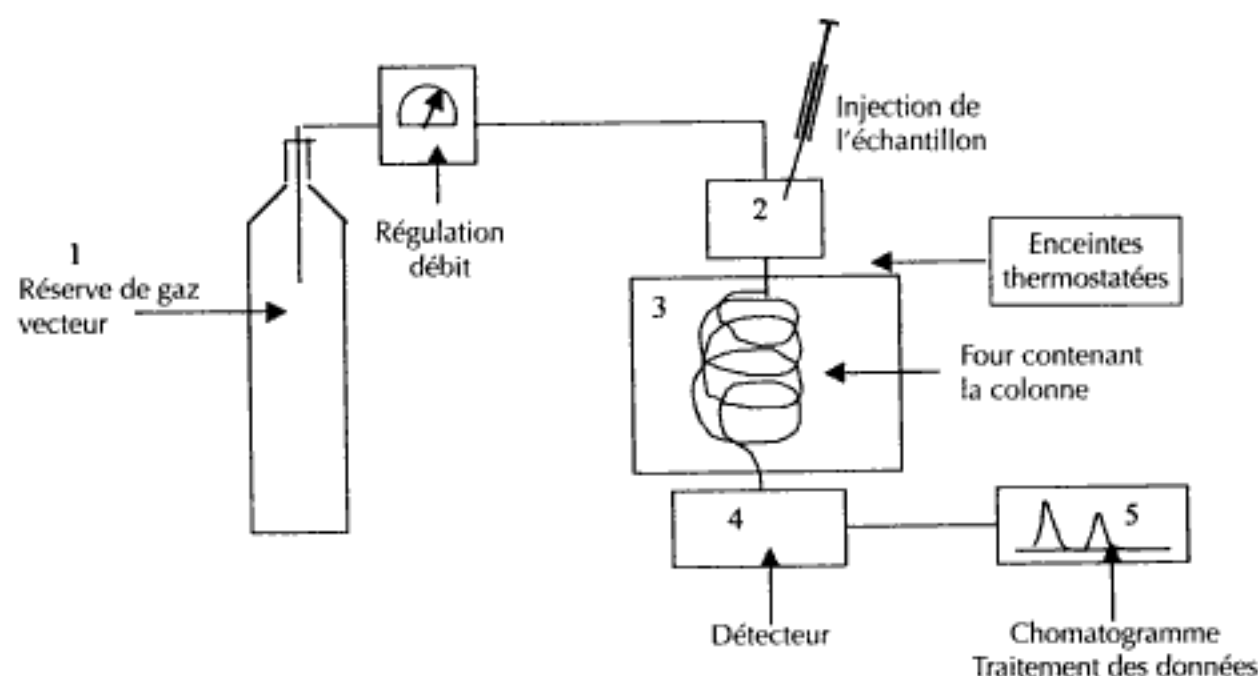 Injection de
l'échantillon
2
Régulation
débit
1
Réserve de gaz
vecteur
Enceintes
thermostatées
3
Four contenant
la colonne
4
5
Détecteur
Chomatogramme
Traitement des données